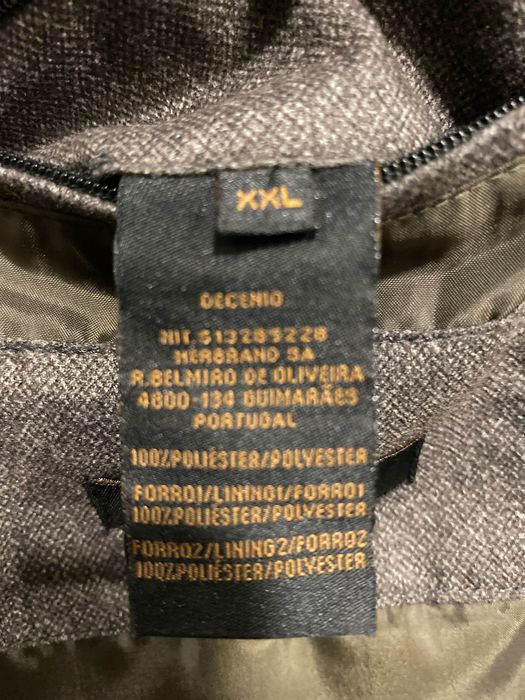 XXL
DECENIO
NIF.513289228
HERBRAND SA
R.BELMIRO DE OLIVEIRA
4800-134 GUIMARÃES
PORTUGAL
100%POLIÉSTER/POLYESTER
FORRO1/LINING1/FORRO1
100%POLIÉSTER/POLYESTER
FORRO2/LINING2/FORRO2
100%POLIÉSTER/POLYESTER